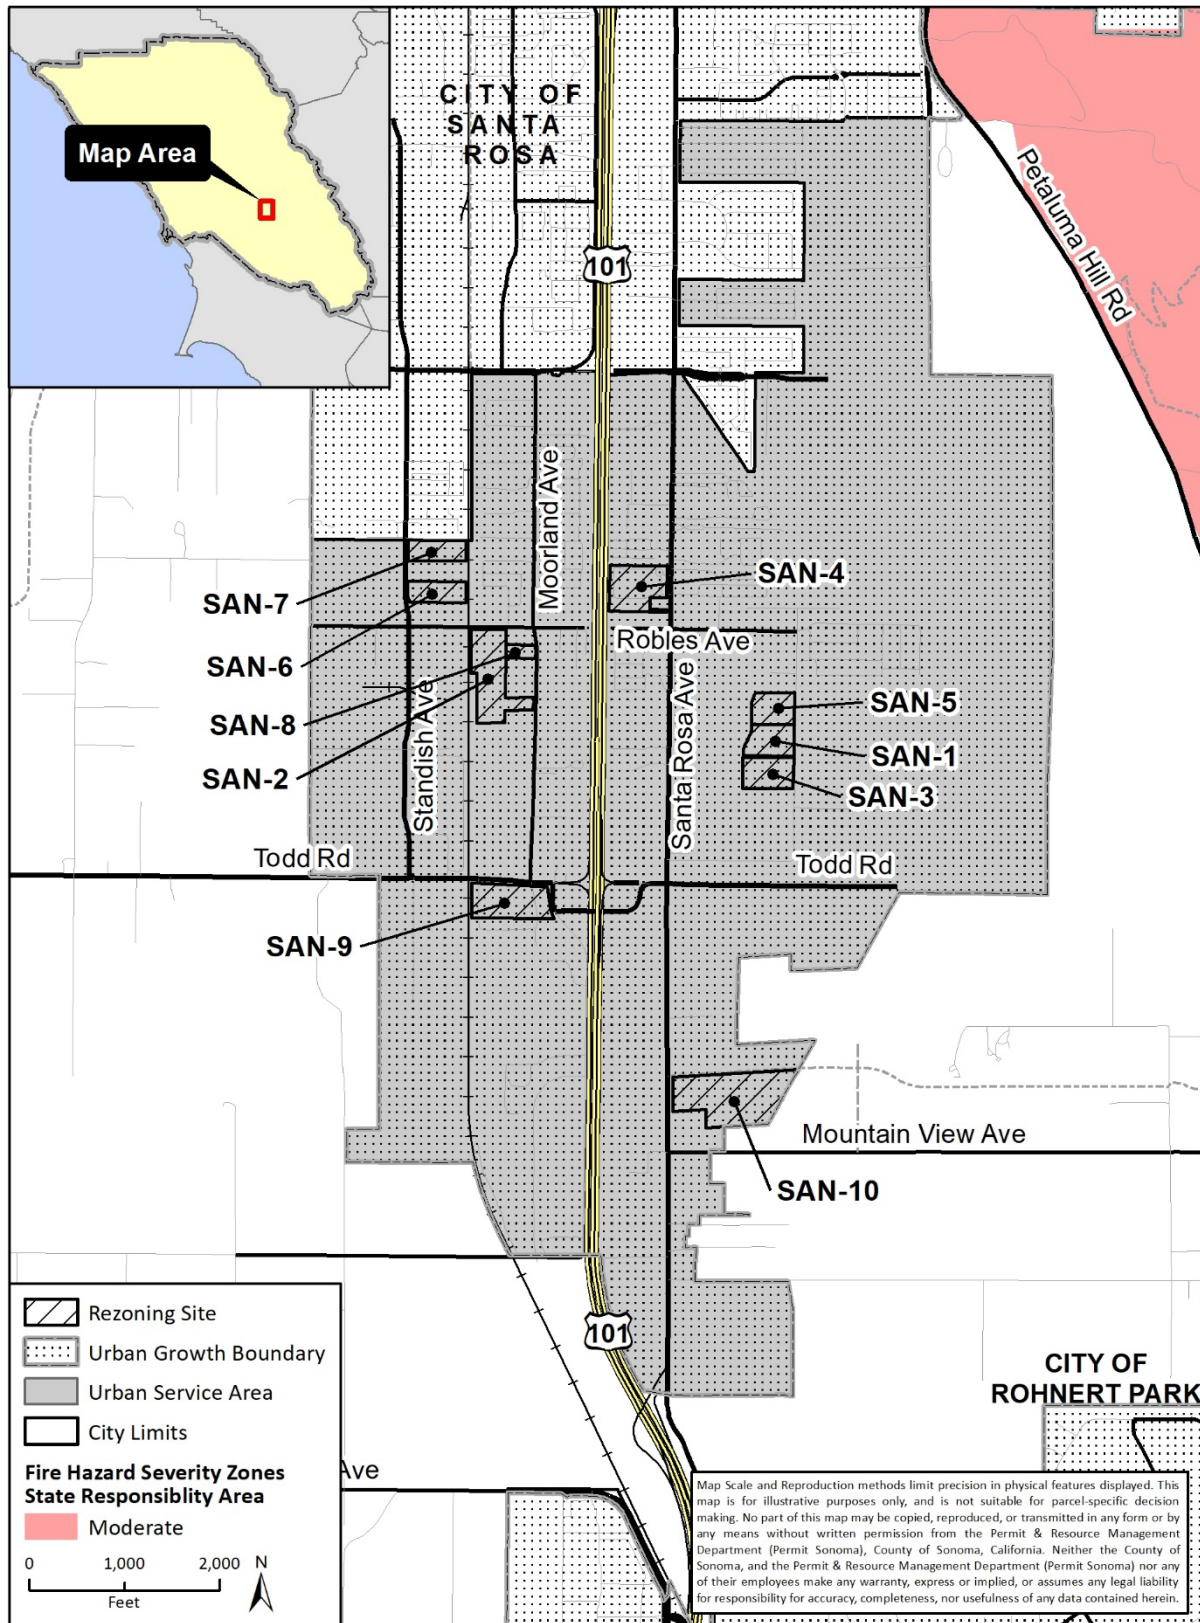 Map Area
CITY OF
SANTA
ROSA
101
Petaluma Hill Rd
Moorland Ave
SAN-7
SAN-4
SAN-6
Robles Ave
SAN-8
SAN-5
SAN-2
SAN-1
Standish Ave
Santa Rosa Ave
SAN-3
Todd Rd
Todd Rd
SAN-9
Mountain View Ave
SAN-10
101
CITY OF
ROHNERT PARK
Rezoning Site
Urban Growth Boundary
Urban Service Area
City Limits
Fire Hazard Severity Zones
State Responsiblity Area
Moderate
0 1,000 2,000 N
Feet
Ave
Map Scale and Reproduction methods limit precision in physical features displayed. This
map is for illustrative purposes only, and is not suitable for parcel-specific decision
making. No part of this map may be copied, reproduced, or transmitted in any form or by
any means without written permission from the Permit & Resource Management
Department (Permit Sonoma), County of Sonoma, California. Neither the County of
Sonoma, and the Permit & Resource Management Department (Permit Sonoma) nor any
of their employees make any warranty, express or implied, or assumes any legal liability
for responsibility for accuracy, completeness, nor usefulness of any data contained herein.